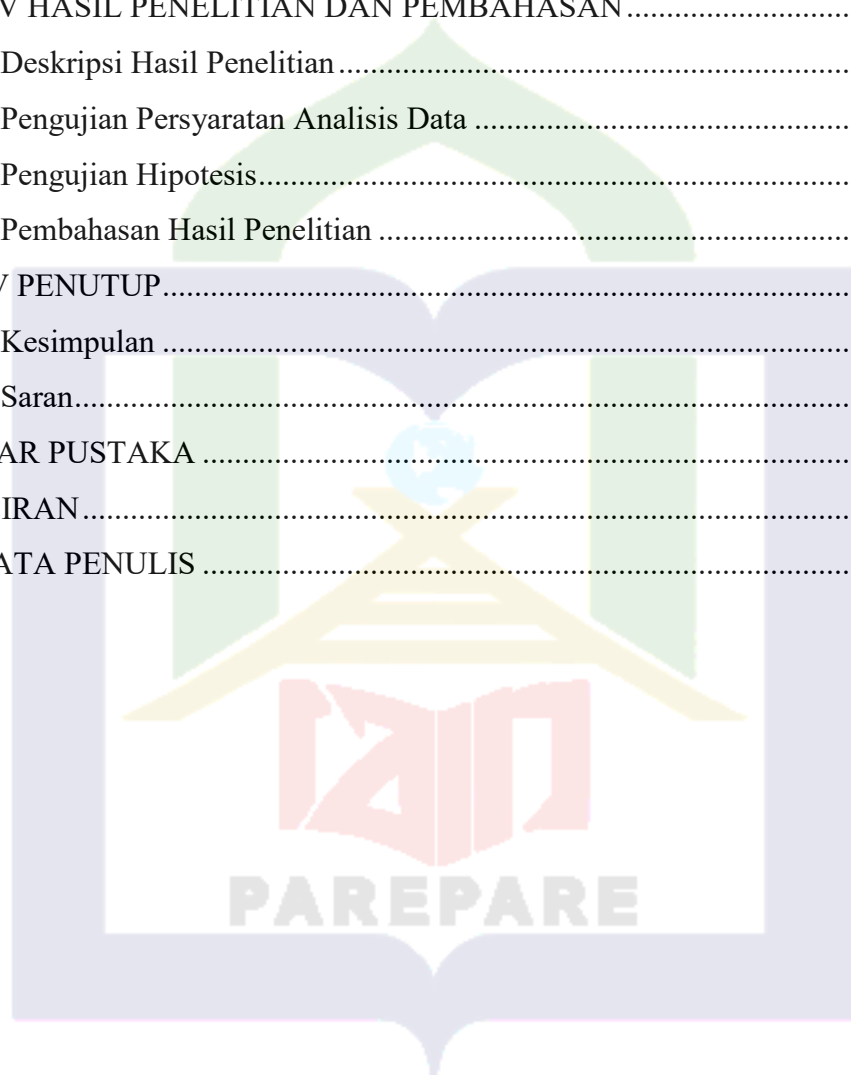 V HASIL PENELITIAN DAN PEMBAHASAN
Deskripsi Hasil Penelitian
Pengujian Persyaratan Analisis Data
Pengujian Hipotesis
Pembahasan Hasil Penelitian
V PENUTUP
Kesimpulan
Saran
AR PUSTAKA
IRAN
ATA PENULIS
iain
PAREPARE